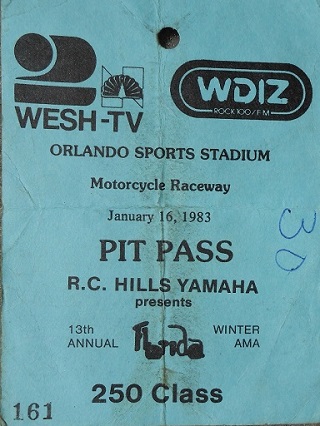 2 N
WESH-TV
WDIZ
ROCK 100/FM
ORLANDO SPORTS STADIUM
Motorcycle Raceway
January 16, 1983
30
PIT PASS
R.C. HILLS YAMAHA
presents
13th ANNUAL Florida WINTER AMA
250 Class
161